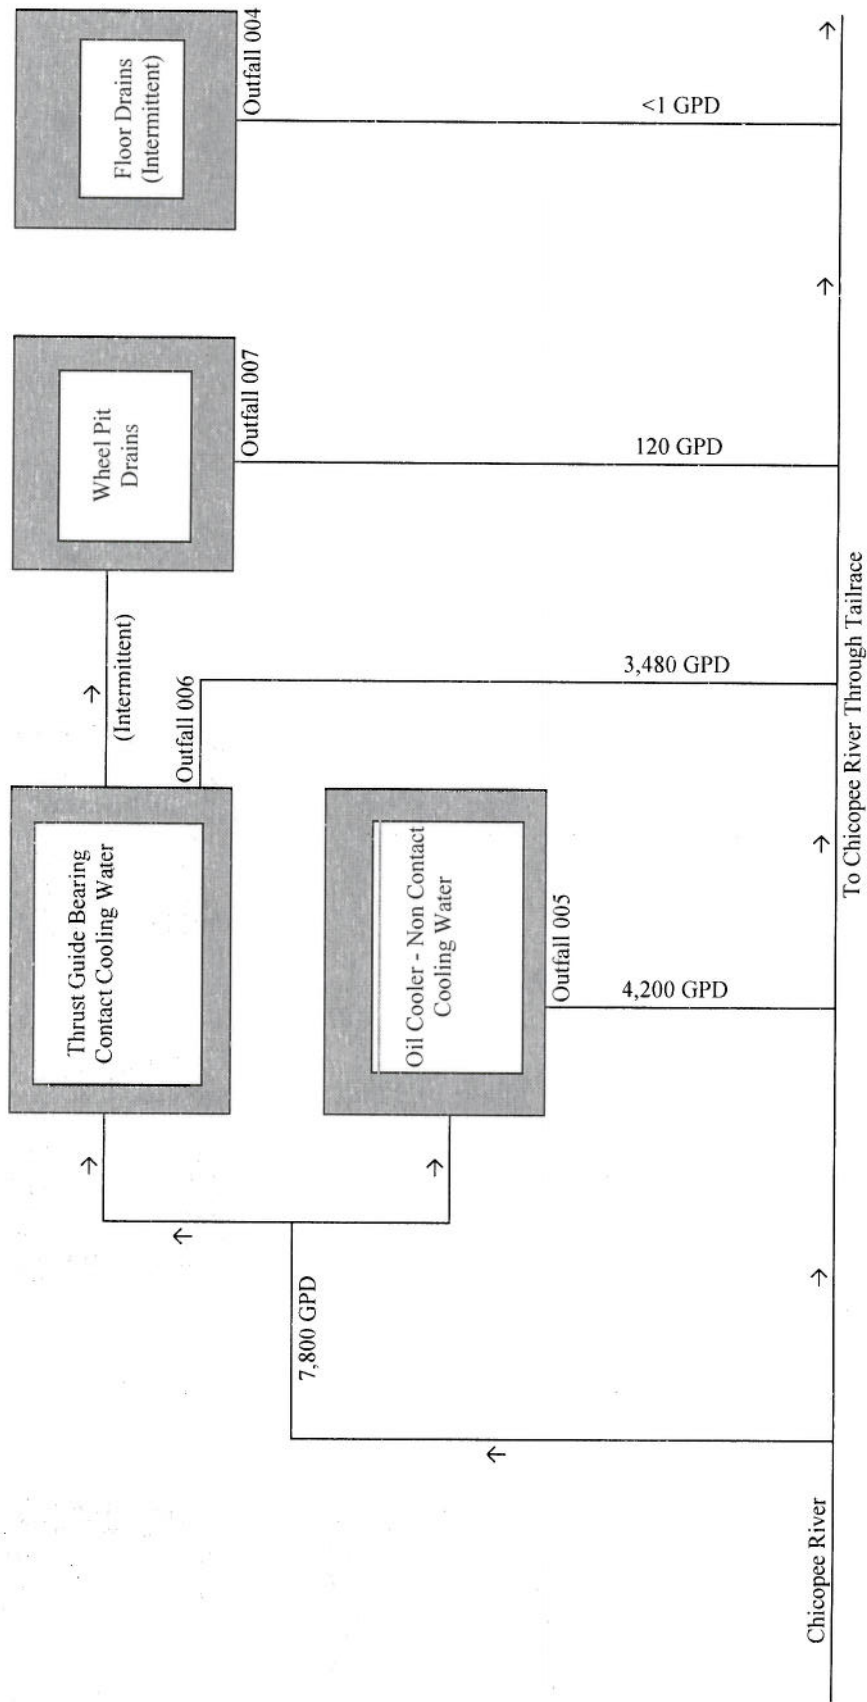 Chicopee River
7,800 GPD
Thrust Guide Bearing
Contact Cooling Water
(Intermittent)
Outfall 006
3,480 GPD
Oil Cooler - Non Contact
Cooling Water
Outfall 005
4,200 GPD
Wheel Pit
Drains
Outfall 007
120 GPD
Floor Drains
(Intermittent)
Outfall 004
<1 GPD
To Chicopee River Through Tailrace